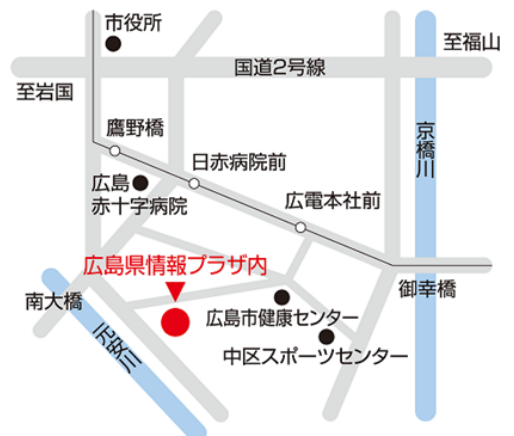 市役所
至福山
国道2号線
至岩国
鷹野橋
京橋川
日赤病院前
広島
赤十字病院
広電本社前
広島県情報プラザ内
南大橋
御幸橋
広島市健康センター
元安川
中区スポーツセンター